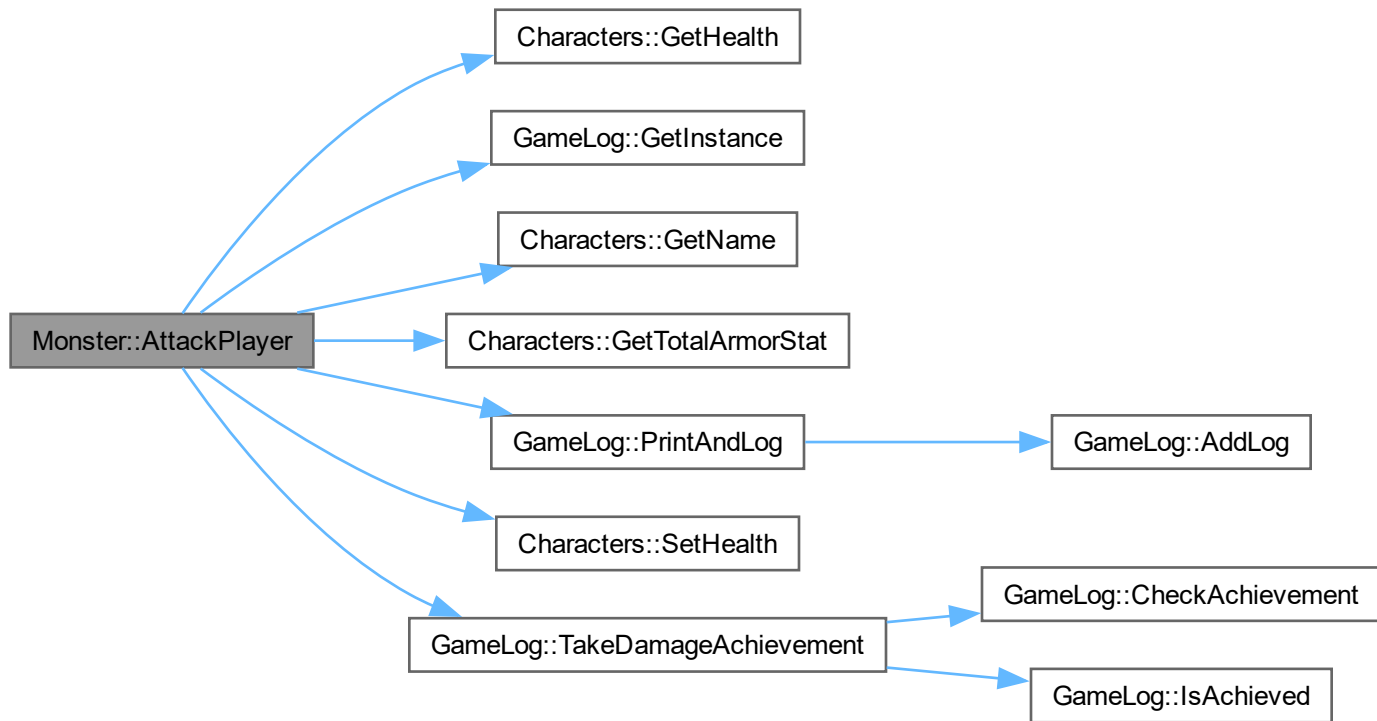 Characters::GetHealth
GameLog::GetInstance
Characters::GetName
Monster::AttackPlayer
Characters::GetTotalArmorStat
GameLog::PrintAndLog
GameLog::AddLog
Characters::SetHealth
GameLog::CheckAchievement
GameLog::TakeDamageAchievement
GameLog::IsAchieved